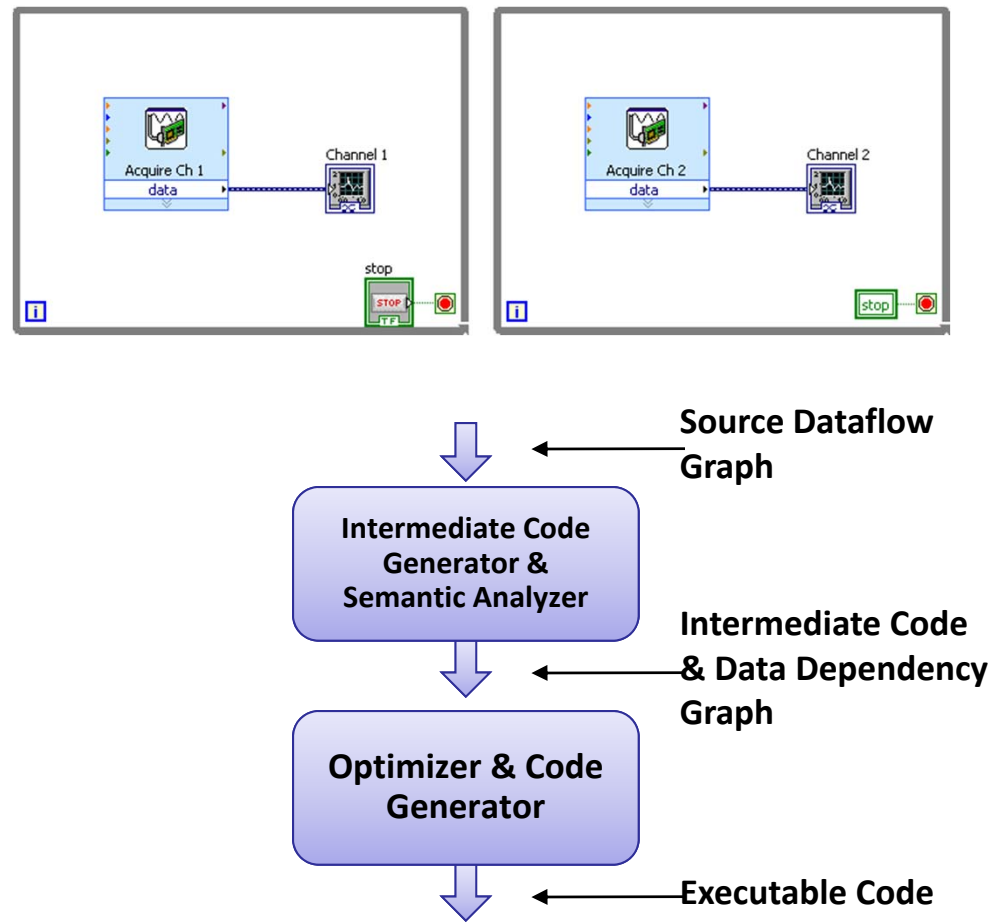 Acquire Ch 1
data
Channel 1
stop
STOP
TF
i
Acquire Ch 2
data
Channel 2
stop
i
Source Dataflow
Graph
Intermediate Code
Generator &
Semantic Analyzer
Intermediate Code
& Data Dependency
Graph
Optimizer & Code
Generator
Executable Code